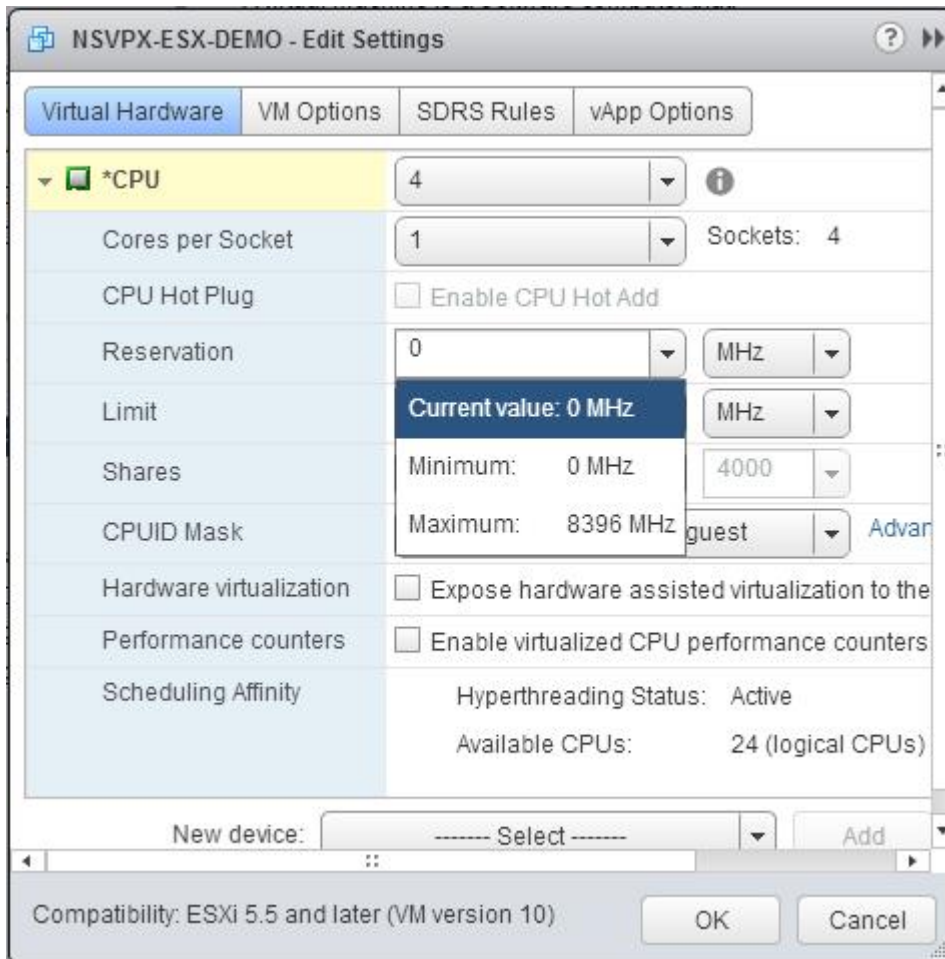 NSVPX-ESX-DEMO - Edit Settings ?
Virtual Hardware VM Options SDRS Rules vApp Options
*CPU 4
Cores per Socket 1 Sockets: 4
CPU Hot Plug Enable CPU Hot Add
Reservation 0 MHz
Current value: 0 MHz
Limit MHz
Minimum: 0 MHz
Shares 4000
Maximum: 8396 MHz
CPUID Mask guest Advan
Hardware virtualization Expose hardware assisted virtualization to the
Performance counters Enable virtualized CPU performance counters
Scheduling Affinity Hyperthreading Status: Active
Available CPUs: 24 (logical CPUs)
New device: ------- Select ------- Add
Compatibility: ESXi 5.5 and later (VM version 10) OK Cancel